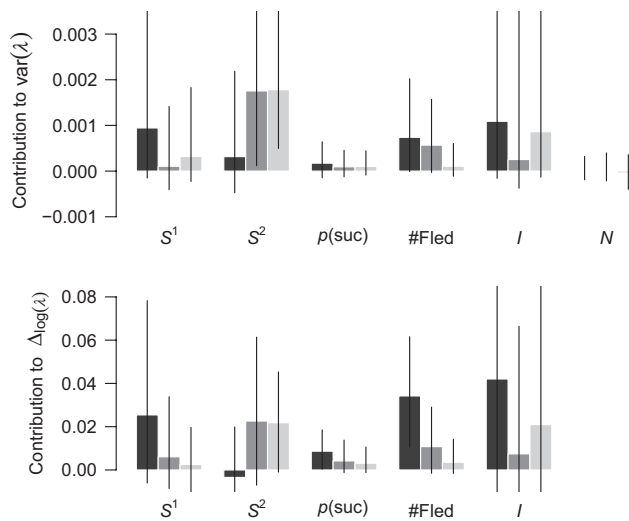 Contribution to var(λ)
0.003
0.002
0.001
0.000
−0.001
S¹ S² p(suc) #Fled I N
Contribution to Δlog(λ)
0.08
0.06
0.04
0.02
0.00
S¹ S² p(suc) #Fled I